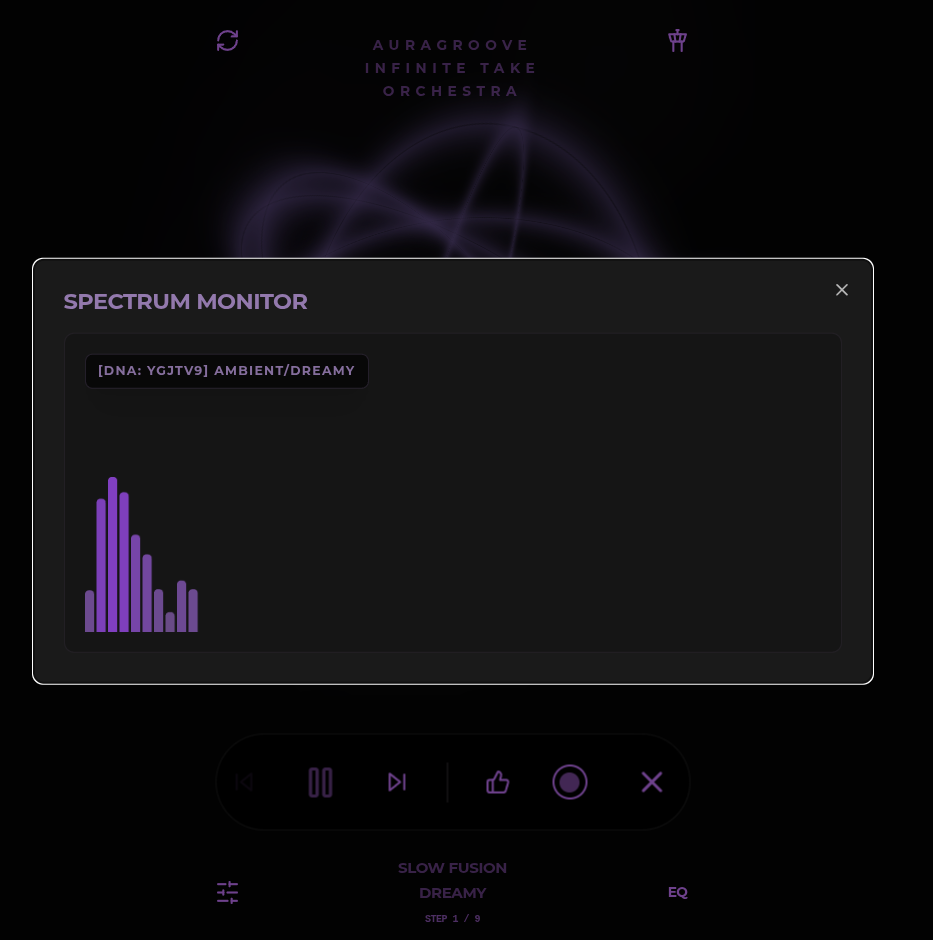 AURAGROOVE
INFINITE TAKE
ORCHESTRA
SPECTRUM MONITOR
[DNA: YGJTV9] AMBIENT/DREAMY
SLOW FUSION
DREAMY
EQ
STEP 1 / 9